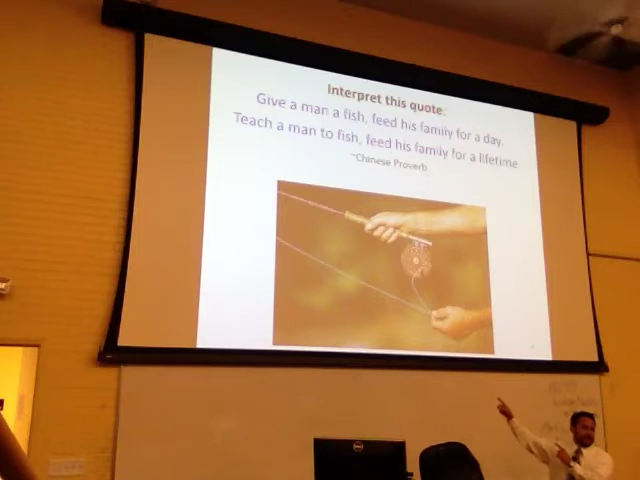 Interpret this quote:
Give a man a fish, feed his family for a day.
Teach a man to fish, feed his family for a lifetime
~Chinese Proverb
DELL